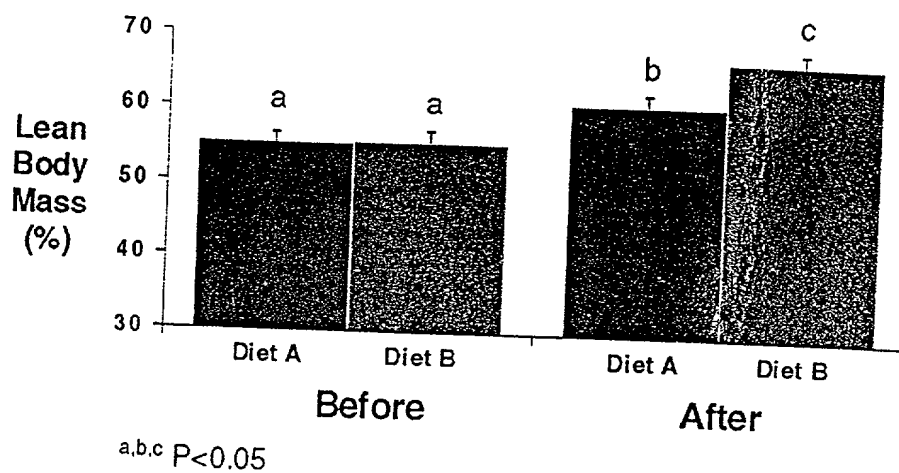 70
60
50
40
30
Lean
Body
Mass
(%)
a
a
b
c
Diet A
Diet B
Diet A
Diet B
Before
After
a,b,c P<0.05